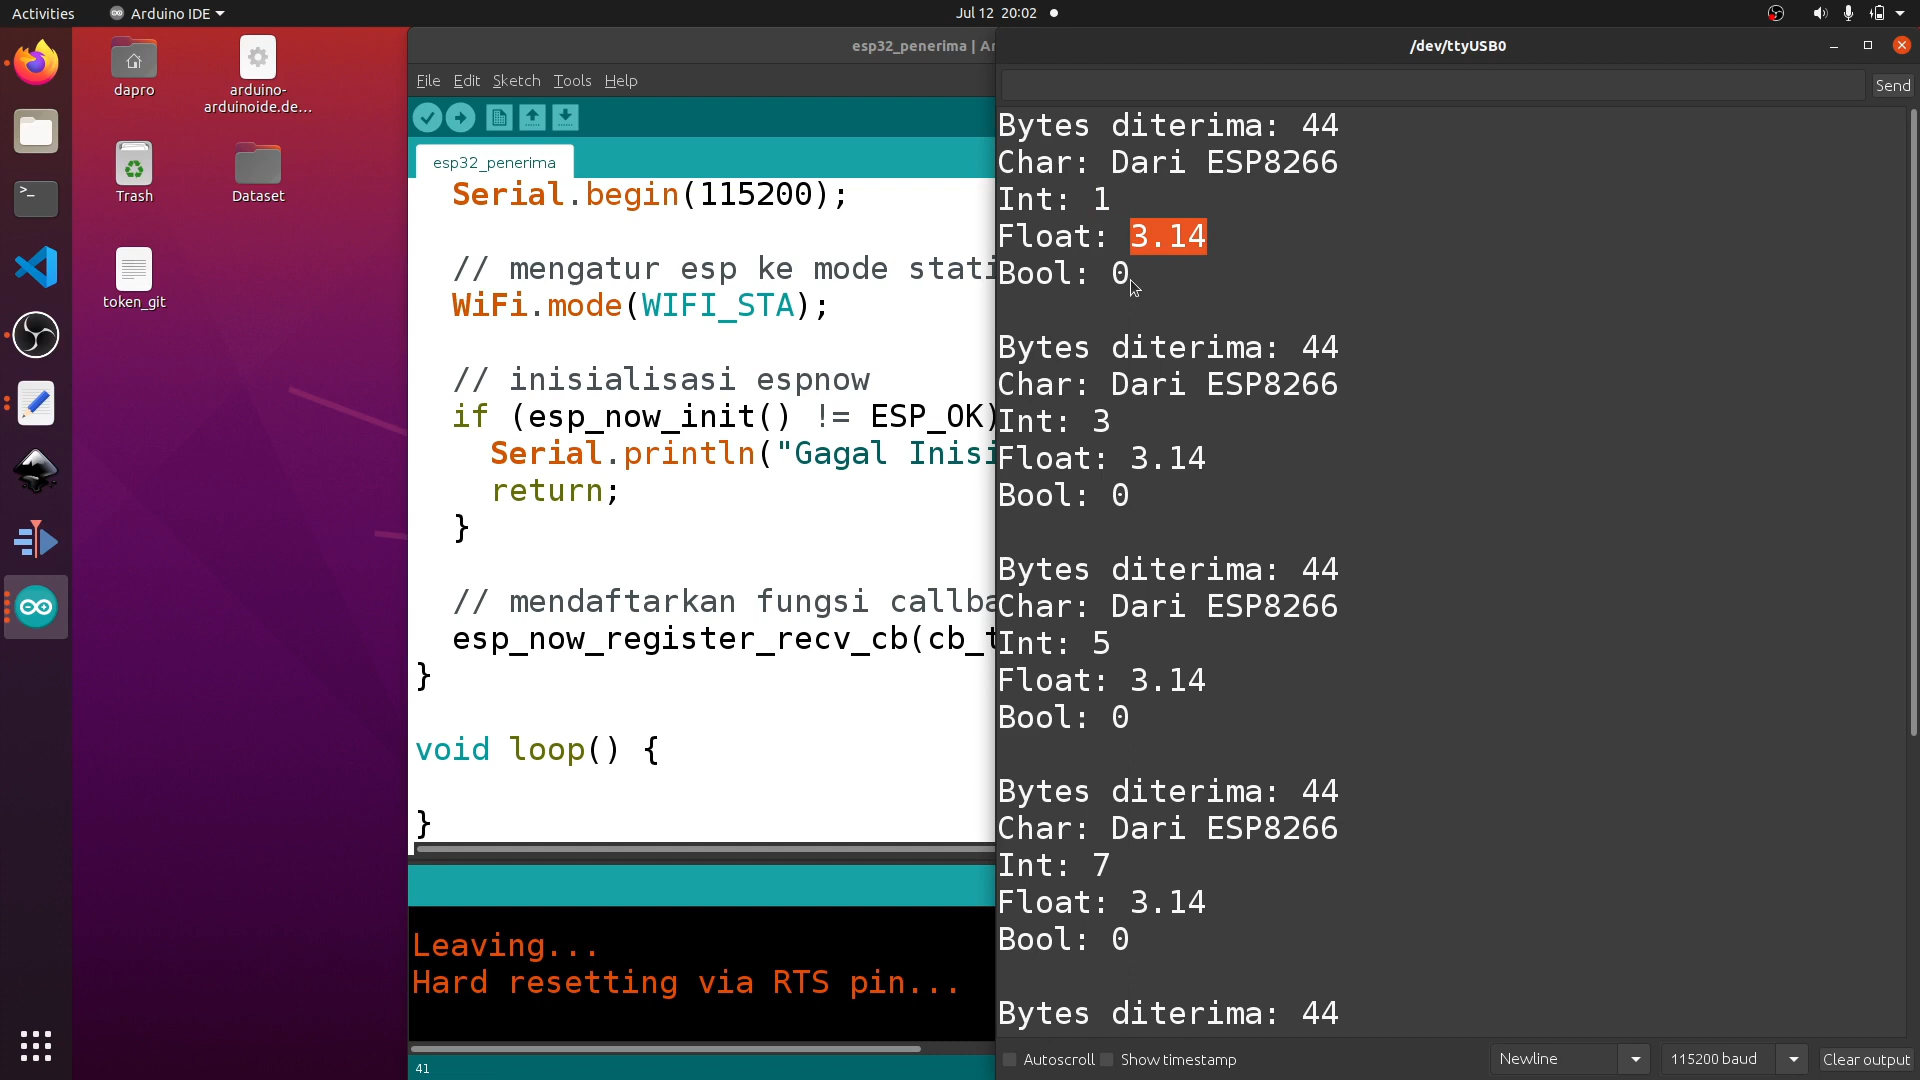 Activities
Arduino IDE
Jul 12 20:02
dapro
arduino-
arduinoide.de...
Trash
Dataset
token_git
esp32_penerima | Ar
File Edit Sketch Tools Help
esp32_penerima
Serial.begin(115200);
// mengatur esp ke mode stati
WiFi.mode(WIFI_STA);
// inisialisasi espnow
if (esp_now_init() != ESP_OK)
Serial.println("Gagal Inisi
return;
}
// mendaftarkan fungsi callba
esp_now_register_recv_cb(cb_t
}
void loop() {
}
Leaving...
Hard resetting via RTS pin...
41
/dev/ttyUSB0
Send
Bytes diterima: 44
Char: Dari ESP8266
Int: 1
Float: 3.14
Bool: 0
Bytes diterima: 44
Char: Dari ESP8266
Int: 3
Float: 3.14
Bool: 0
Bytes diterima: 44
Char: Dari ESP8266
Int: 5
Float: 3.14
Bool: 0
Bytes diterima: 44
Char: Dari ESP8266
Int: 7
Float: 3.14
Bool: 0
Bytes diterima: 44
Autoscroll
Show timestamp
Newline
115200 baud
Clear output